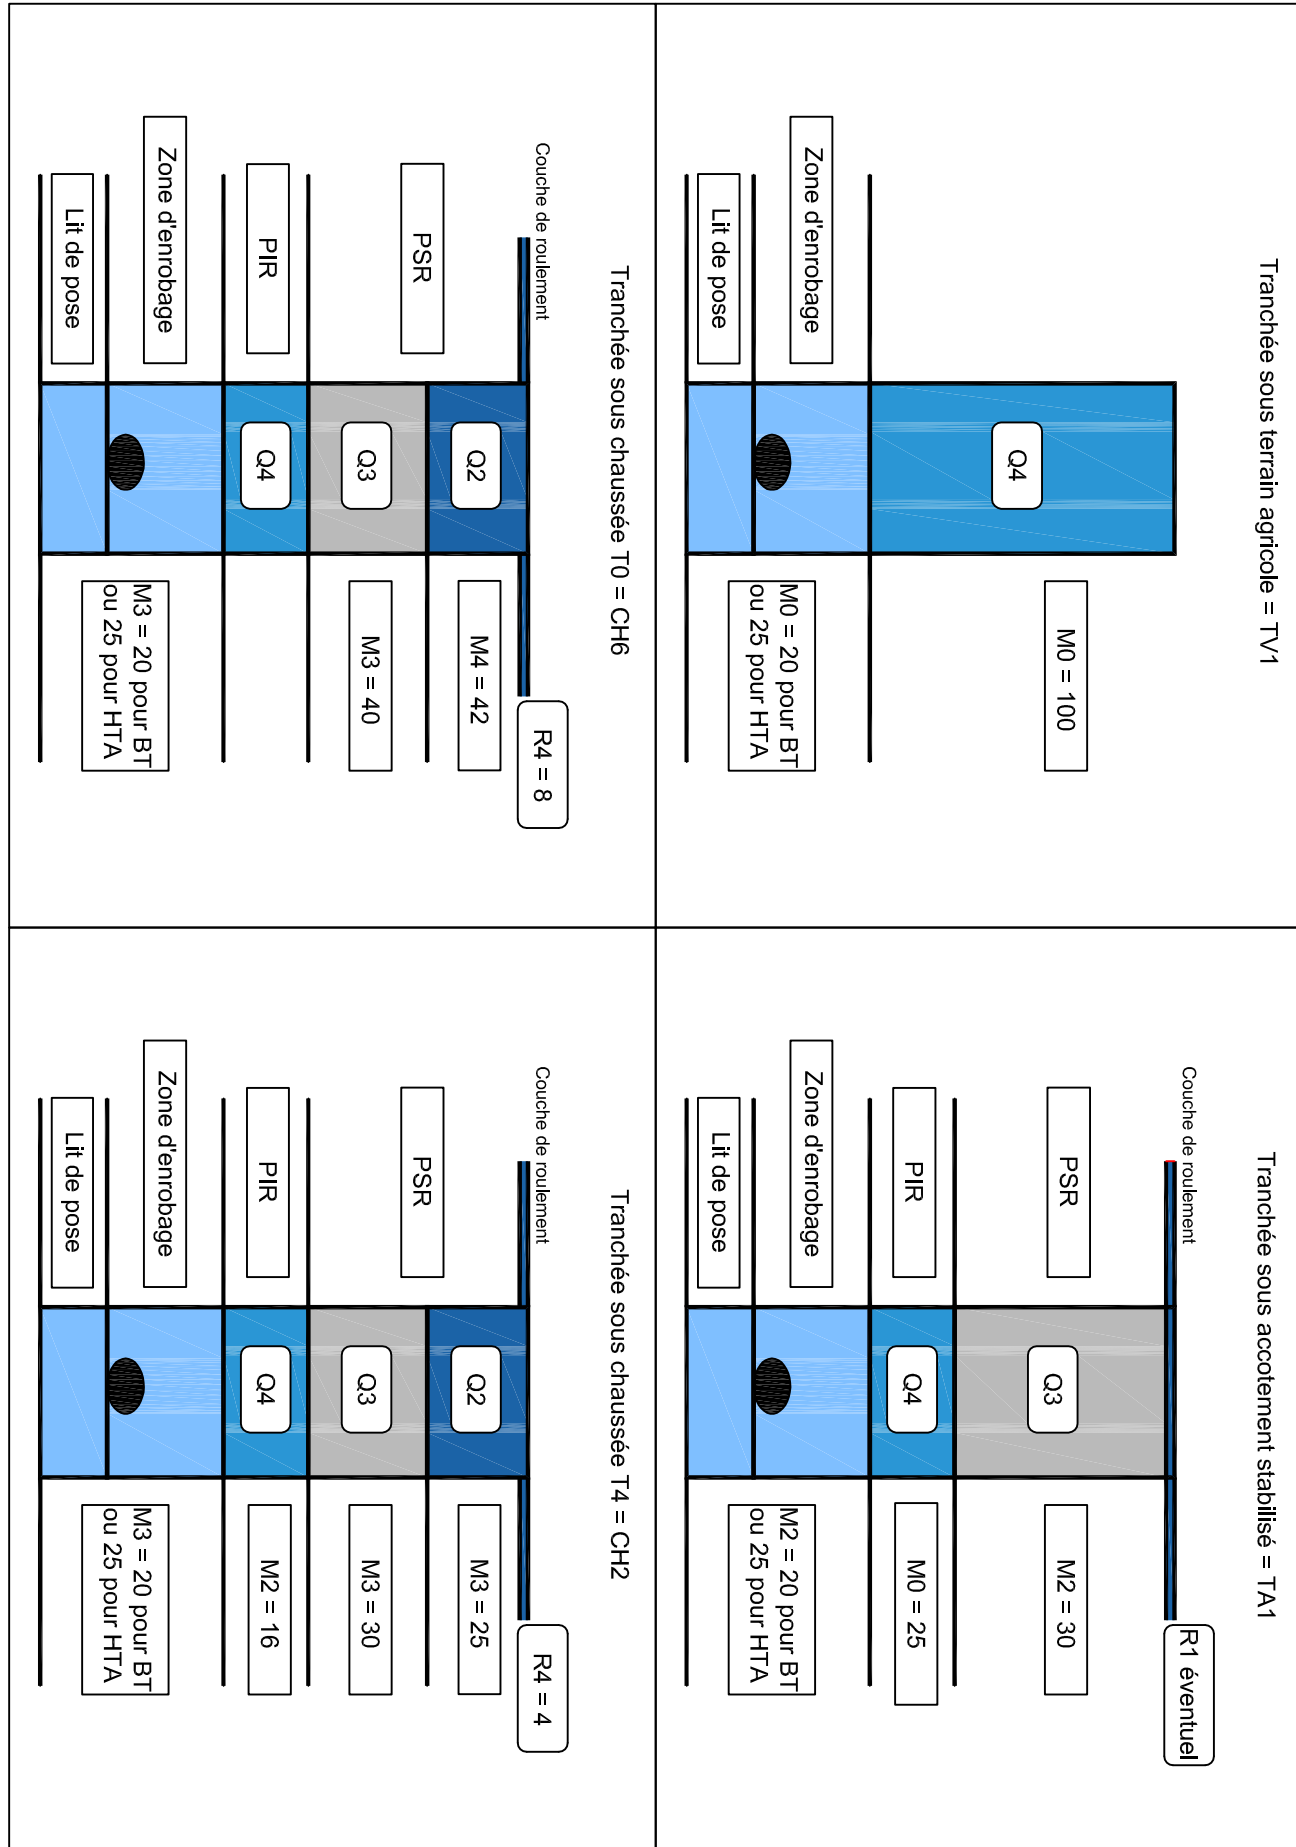 Tranchée sous terrain agricole = TV1
Q4
M0 = 100
Zone d'enrobage
Lit de pose
M0 = 20 pour BT
ou 25 pour HTA
Tranchée sous accotement stabilisé = TA1
Couche de roulement
R1 éventuel
PSR
Q3
M2 = 30
PIR
Q4
M0 = 25
Zone d'enrobage
Lit de pose
M2 = 20 pour BT
ou 25 pour HTA
Tranchée sous chaussée T0 = CH6
Couche de roulement
R4 = 8
PSR
Q2
M4 = 42
Q3
M3 = 40
PIR
Q4
Zone d'enrobage
Lit de pose
M3 = 20 pour BT
ou 25 pour HTA
Tranchée sous chaussée T4 = CH2
Couche de roulement
R4 = 4
PSR
Q2
M3 = 25
Q3
M3 = 30
PIR
Q4
M2 = 16
Zone d'enrobage
Lit de pose
M3 = 20 pour BT
ou 25 pour HTA